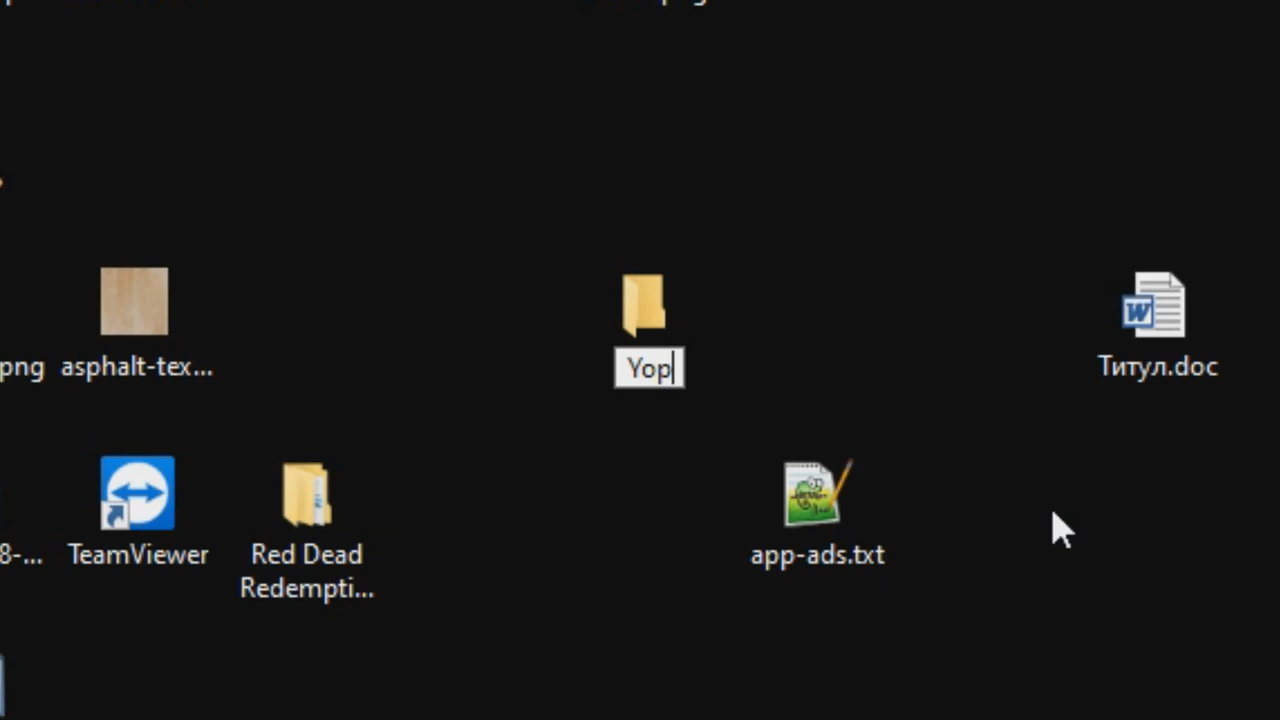 png
asphalt-tex...
Yop
Титул.doc
8-...
TeamViewer
Red Dead
Redempti...
app-ads.txt